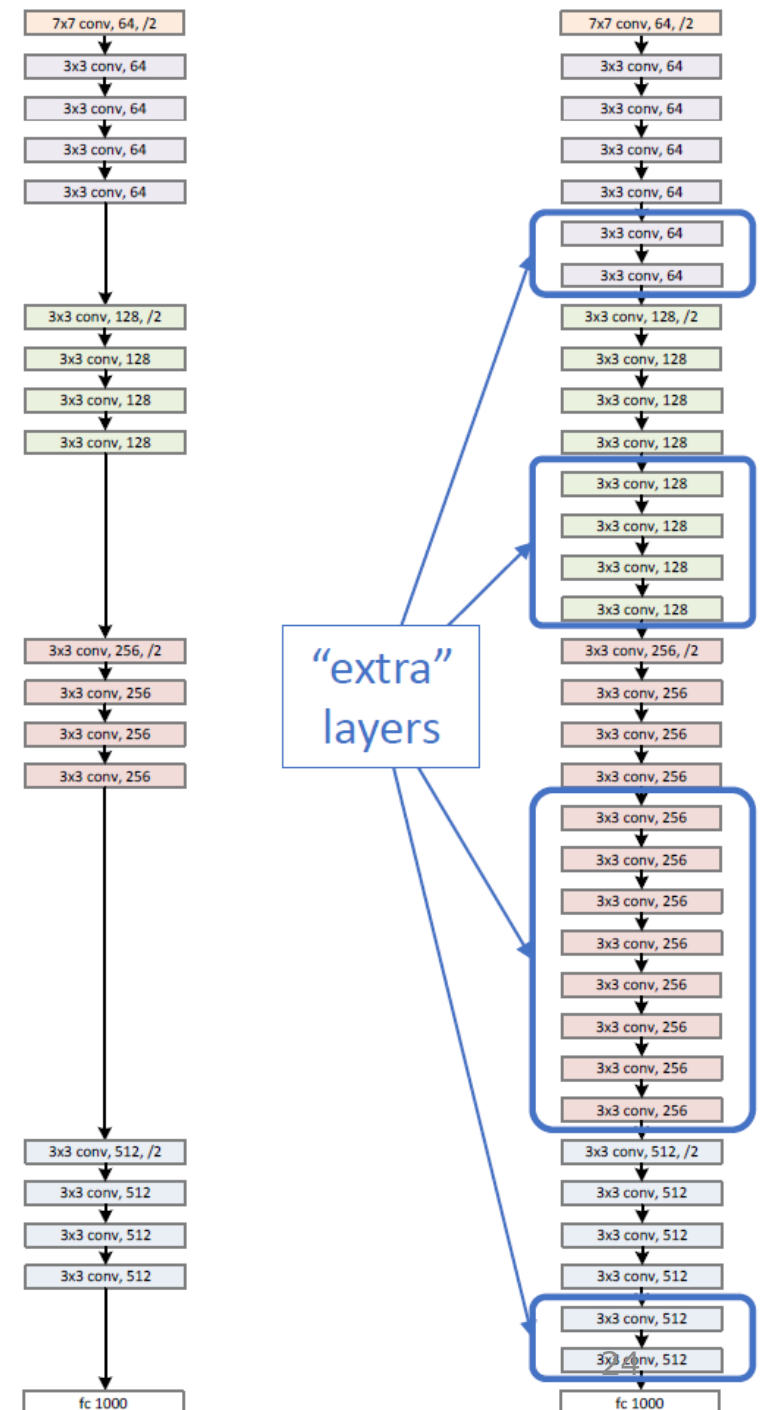 7x7 conv, 64, /2
3x3 conv, 64
3x3 conv, 64
3x3 conv, 64
3x3 conv, 64
3x3 conv, 128, /2
3x3 conv, 128
3x3 conv, 128
3x3 conv, 128
3x3 conv, 256, /2
3x3 conv, 256
3x3 conv, 256
3x3 conv, 256
3x3 conv, 512, /2
3x3 conv, 512
3x3 conv, 512
3x3 conv, 512
fc 1000
“extra”
layers
7x7 conv, 64, /2
3x3 conv, 64
3x3 conv, 64
3x3 conv, 64
3x3 conv, 64
3x3 conv, 64
3x3 conv, 64
3x3 conv, 128, /2
3x3 conv, 128
3x3 conv, 128
3x3 conv, 128
3x3 conv, 128
3x3 conv, 128
3x3 conv, 128
3x3 conv, 128
3x3 conv, 256, /2
3x3 conv, 256
3x3 conv, 256
3x3 conv, 256
3x3 conv, 256
3x3 conv, 256
3x3 conv, 256
3x3 conv, 256
3x3 conv, 256
3x3 conv, 256
3x3 conv, 256
3x3 conv, 256
3x3 conv, 512, /2
3x3 conv, 512
3x3 conv, 512
3x3 conv, 512
3x3 conv, 512
3x3 conv, 512
24
fc 1000